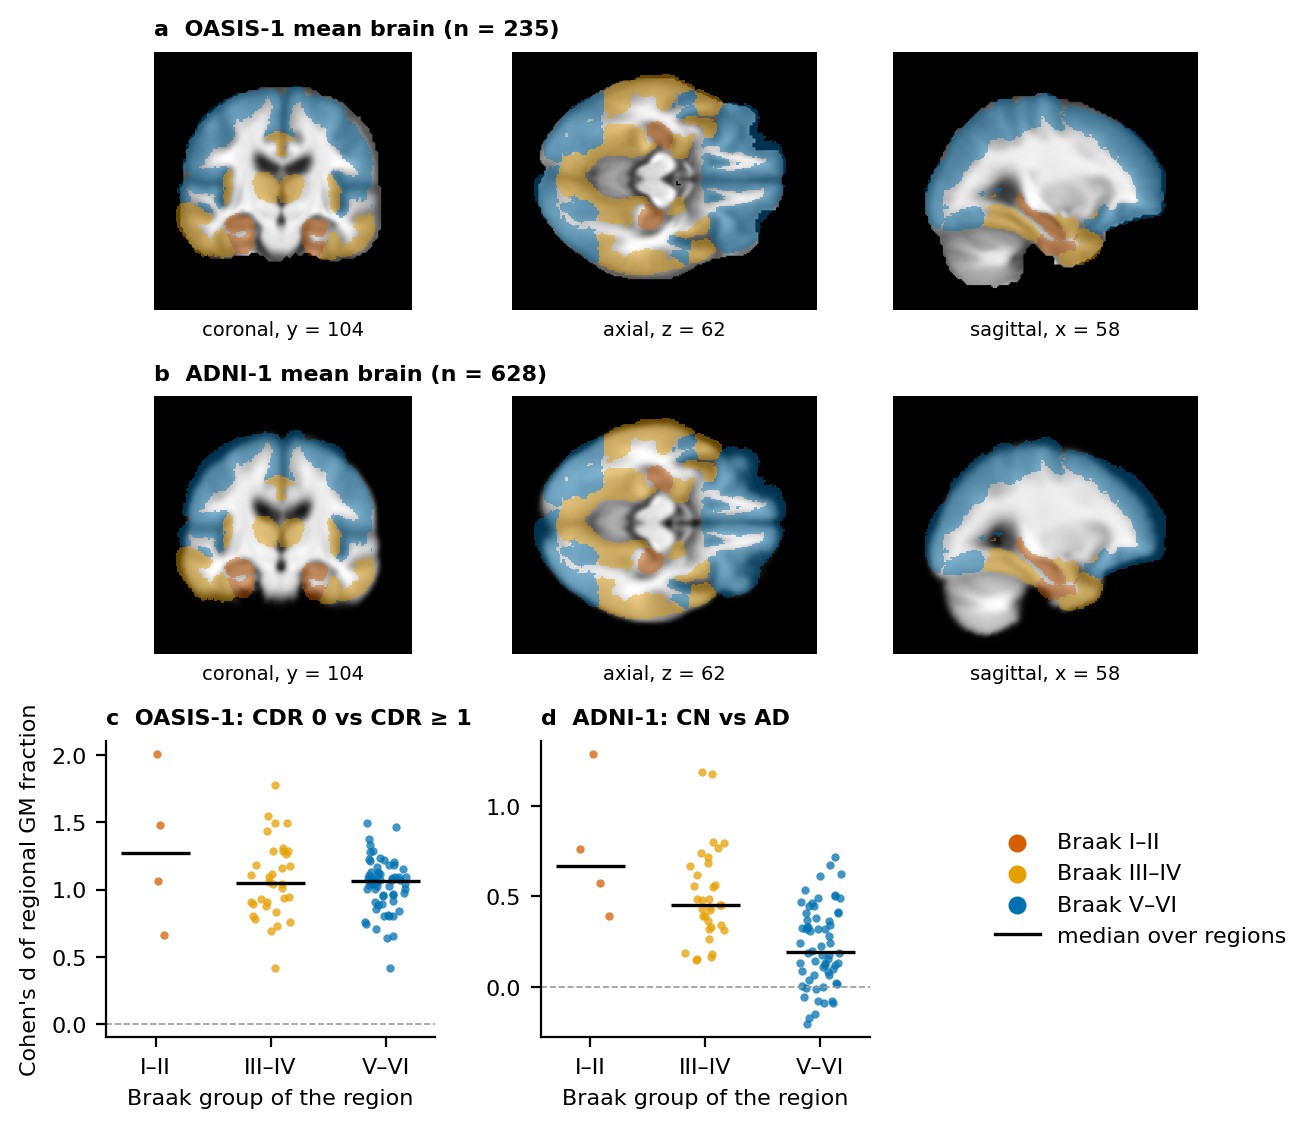 a OASIS-1 mean brain (n = 235)
coronal, y = 104
axial, z = 62
sagittal, x = 58
b ADNI-1 mean brain (n = 628)
coronal, y = 104
axial, z = 62
sagittal, x = 58
c OASIS-1: CDR 0 vs CDR ≥ 1
Cohen's d of regional GM fraction
2.0
1.5
1.0
0.5
0.0
I–II
III–IV
V–VI
Braak group of the region
d ADNI-1: CN vs AD
1.0
0.5
0.0
I–II
III–IV
V–VI
Braak group of the region
Braak I–II
Braak III–IV
Braak V–VI
median over regions